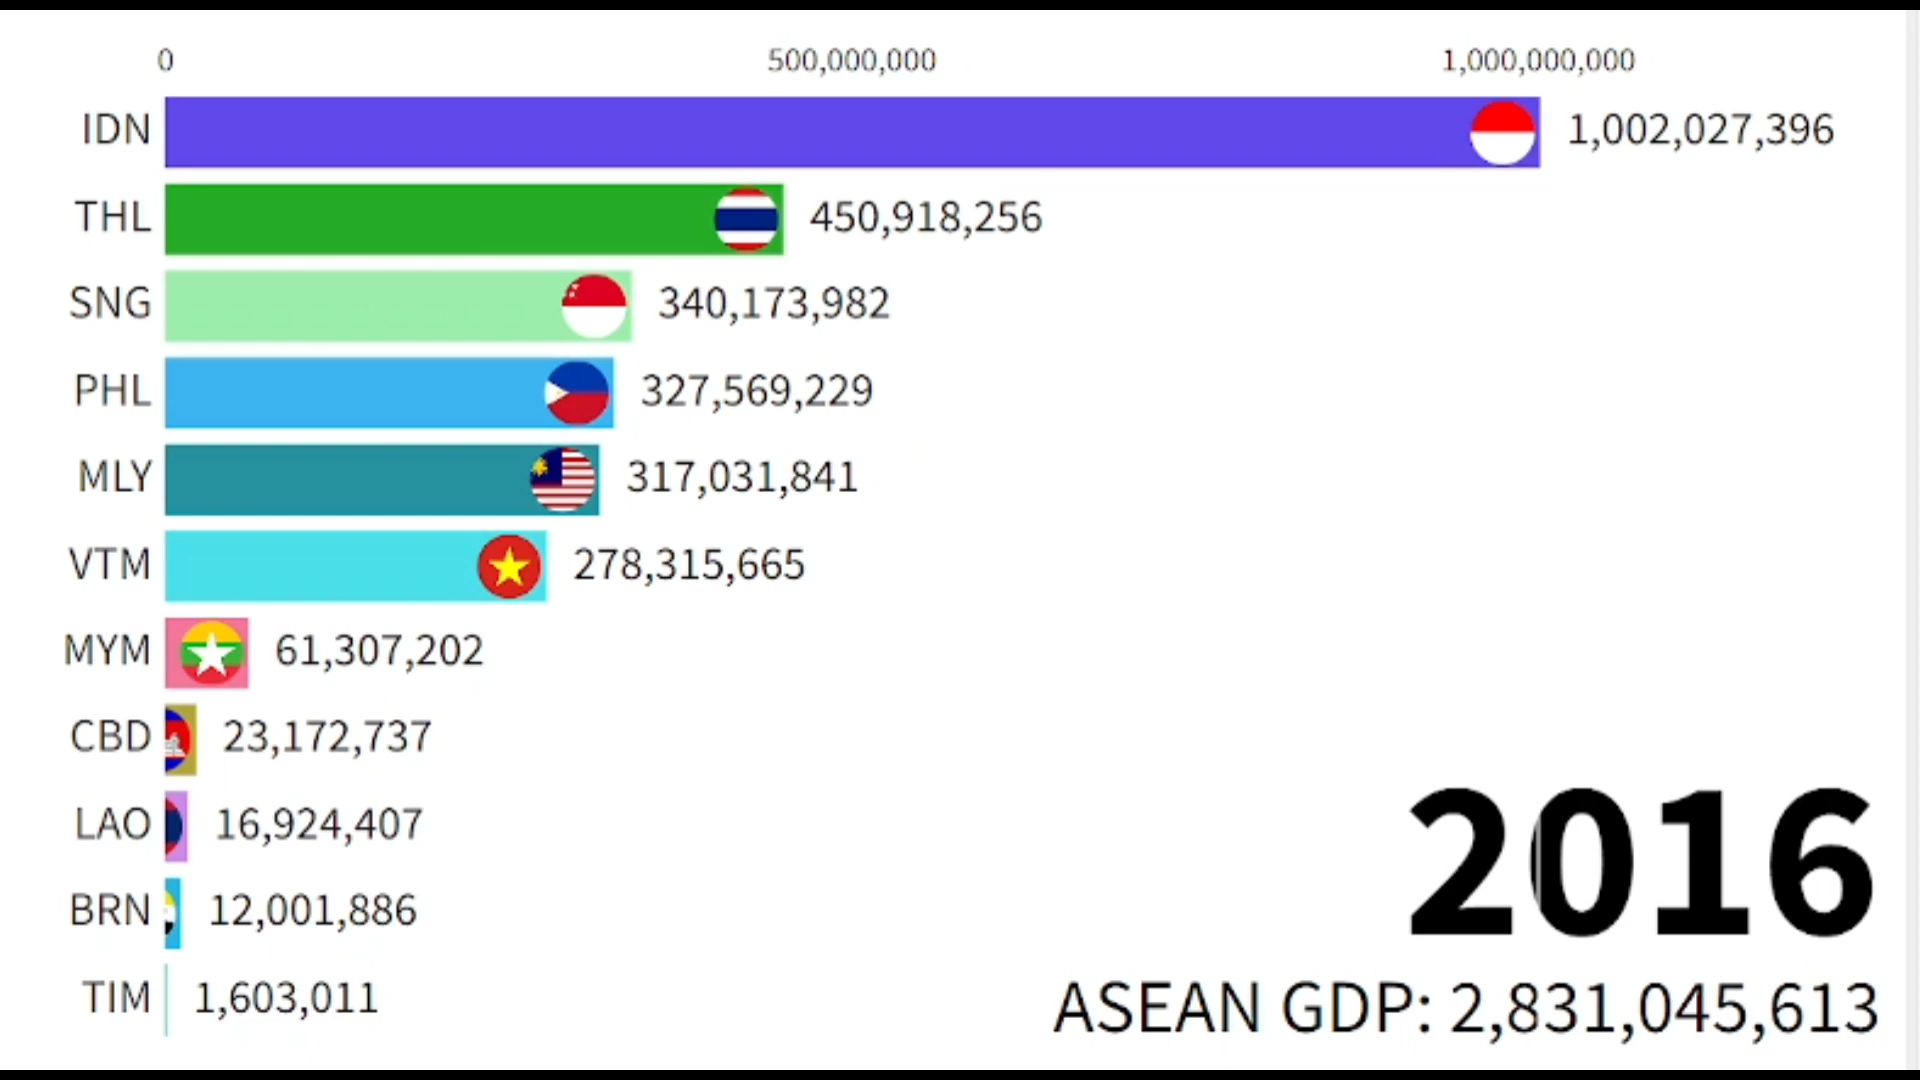 0 500,000,000 1,000,000,000
IDN 1,002,027,396
THL 450,918,256
SNG 340,173,982
PHL 327,569,229
MLY 317,031,841
VTM 278,315,665
MYM 61,307,202
CBD 23,172,737
LAO 16,924,407
BRN 12,001,886
TIM 1,603,011
2016
ASEAN GDP: 2,831,045,613